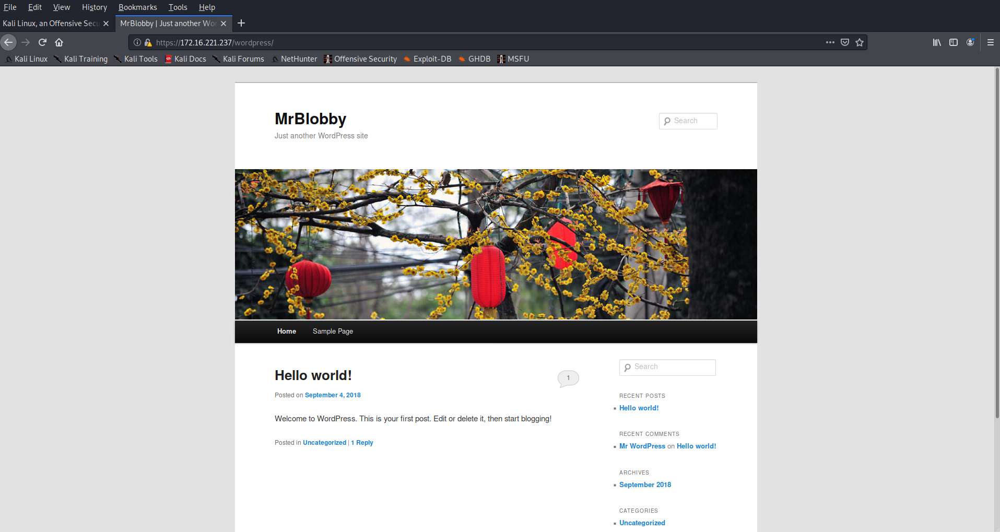 File Edit View History Bookmarks Tools Help
Kali Linux, an Offensive Secu
MrBlobby | Just another Wor
https://172.16.221.237/wordpress/
Kali Linux Kali Training Kali Tools Kali Docs Kali Forums NetHunter Offensive Security Exploit-DB GHDB MSFU
MrBlobby
Search
Just another WordPress site
Home Sample Page
Hello world!
1
Posted on September 4, 2018
Welcome to WordPress. This is your first post. Edit or delete it, then start blogging!
Posted in Uncategorized | 1 Reply
Search
RECENT POSTS
Hello world!
RECENT COMMENTS
Mr WordPress on Hello world!
ARCHIVES
September 2018
CATEGORIES
Uncategorized